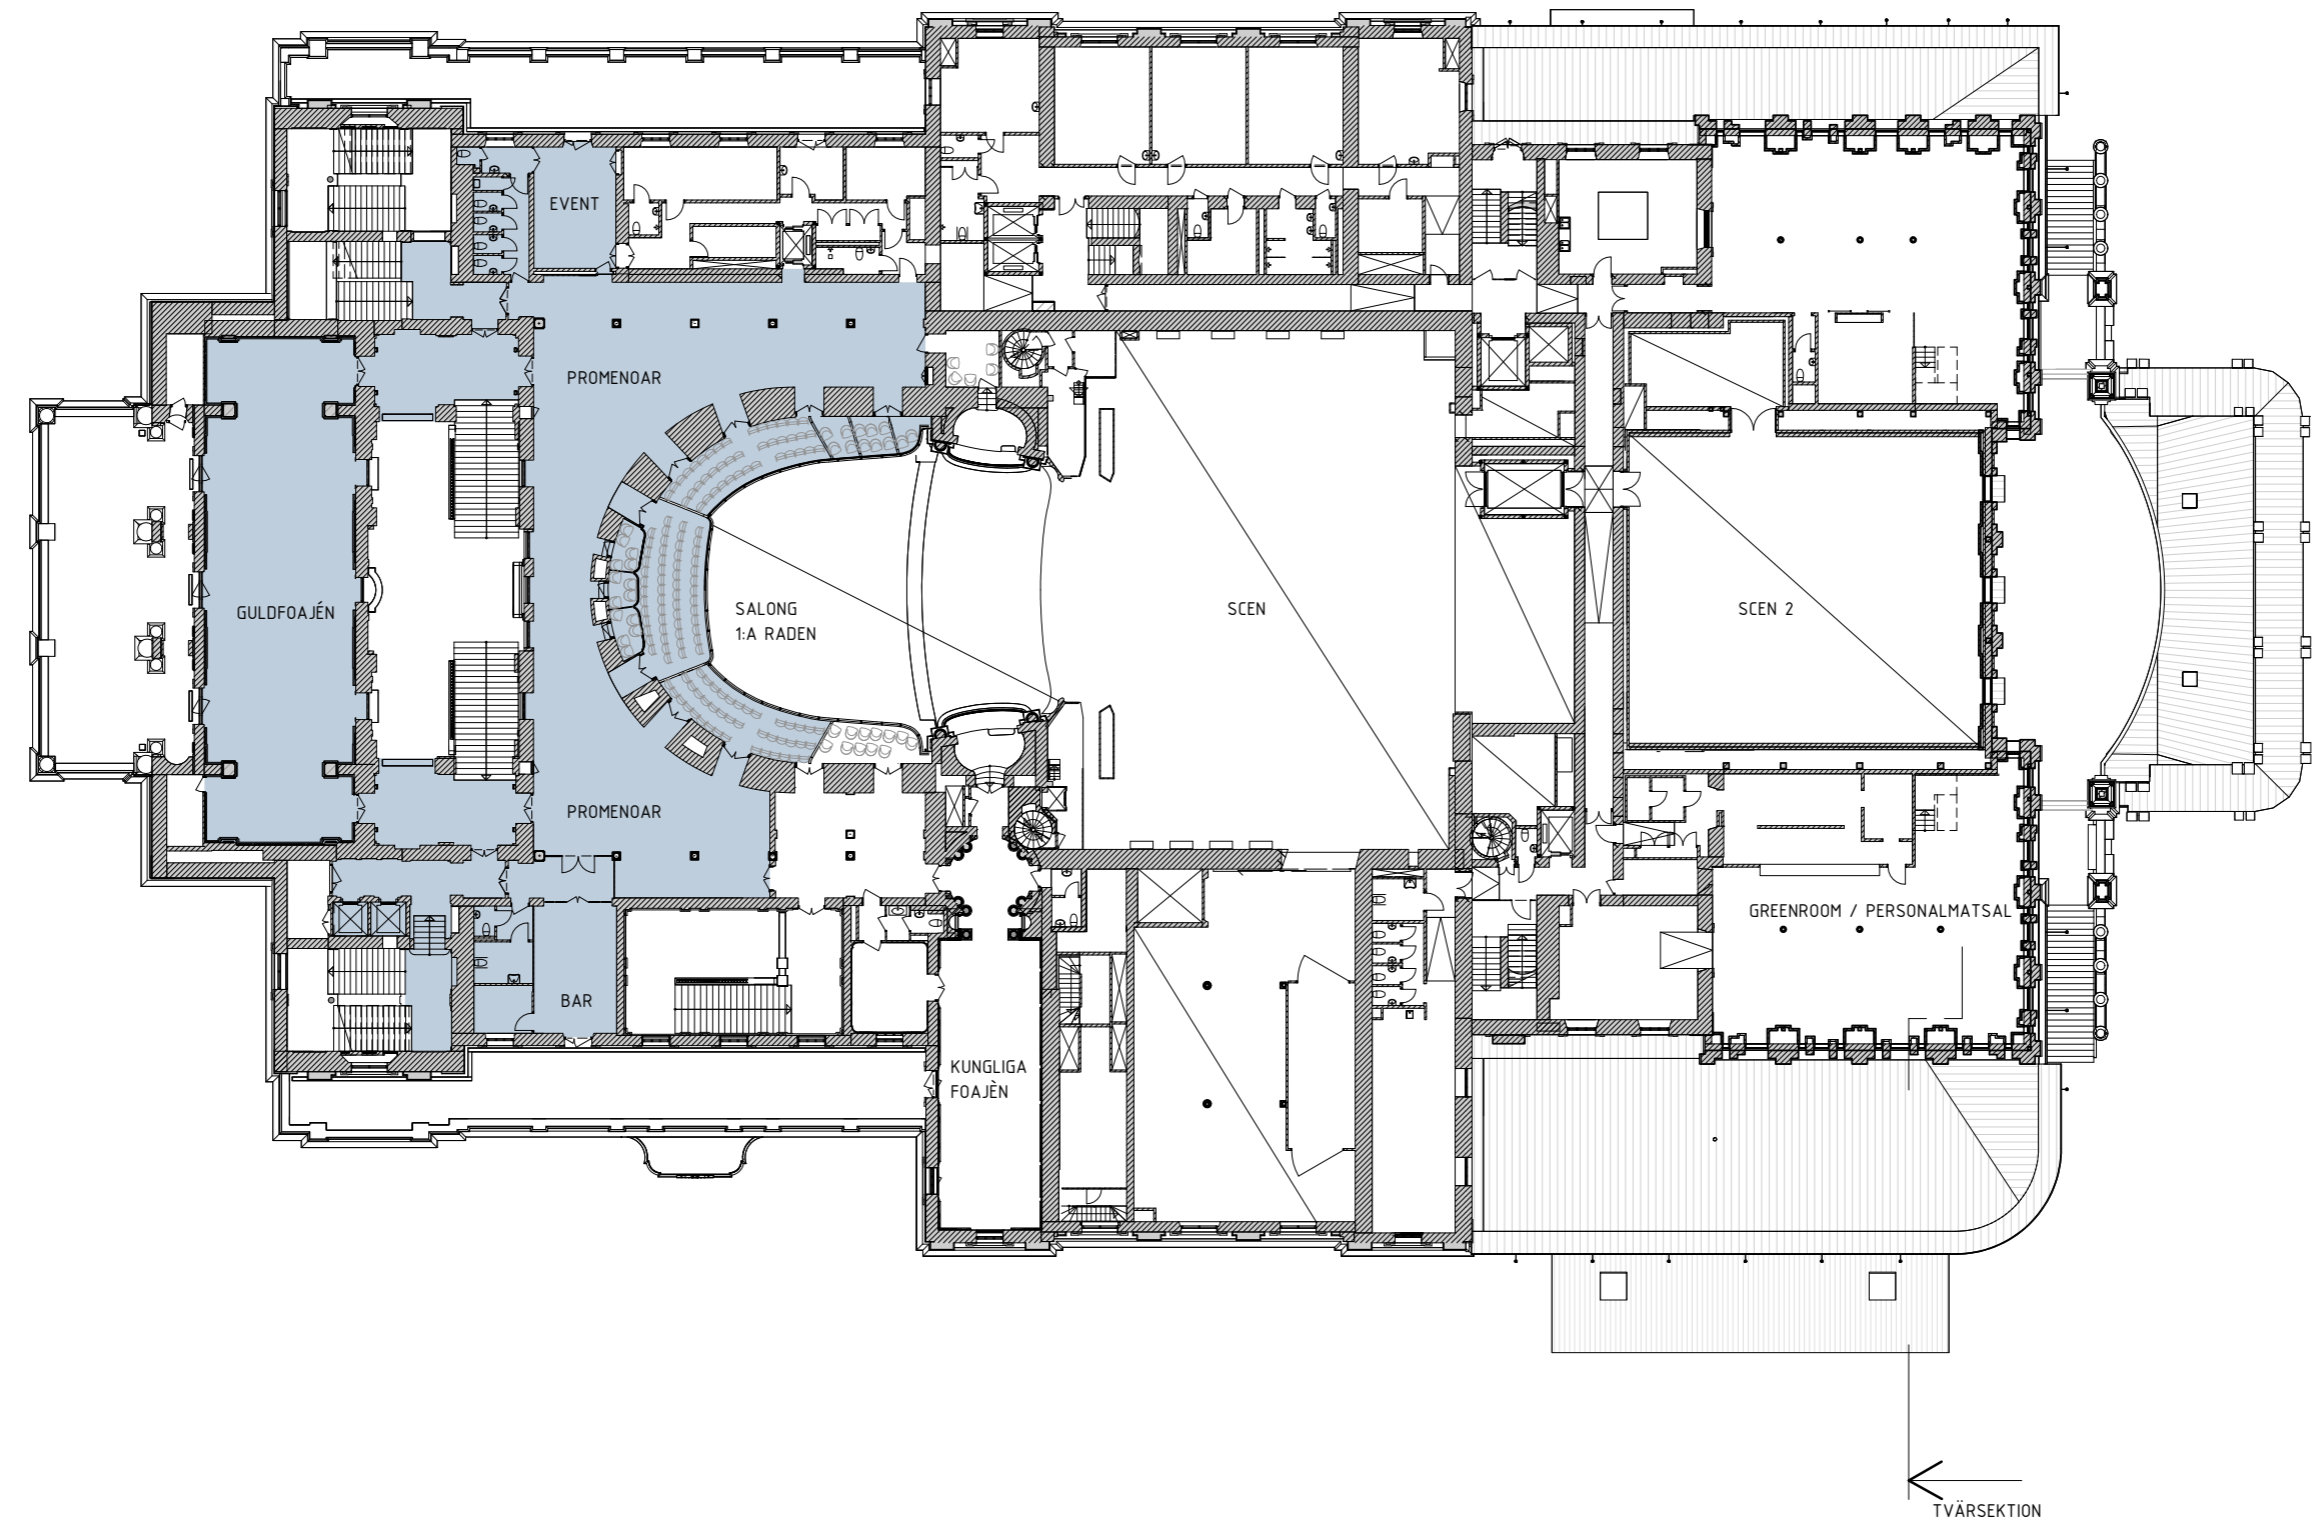 EVENT
PROMENOAR
GULDFOAJÉN
SALONG
1:A RADEN
SCEN
SCEN 2
PROMENOAR
GREENROOM / PERSONALMATSAL
BAR
KUNGLIGA
FOAJÈN
TVÄRSEKTION